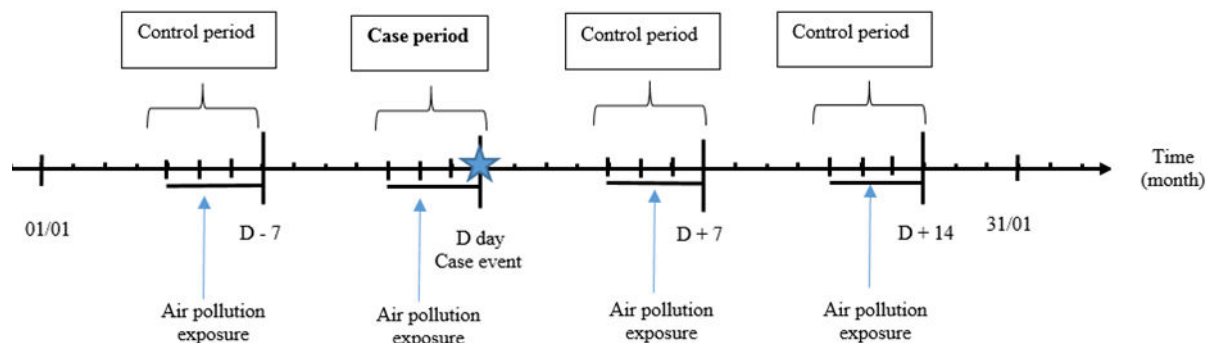 Control period
Case period
Control period
Control period
Time
(month)
01/01
D - 7
D day
Case event
D + 7
D + 14
31/01
Air pollution
exposure
Air pollution
exposure
Air pollution
exposure
Air pollution
exposure